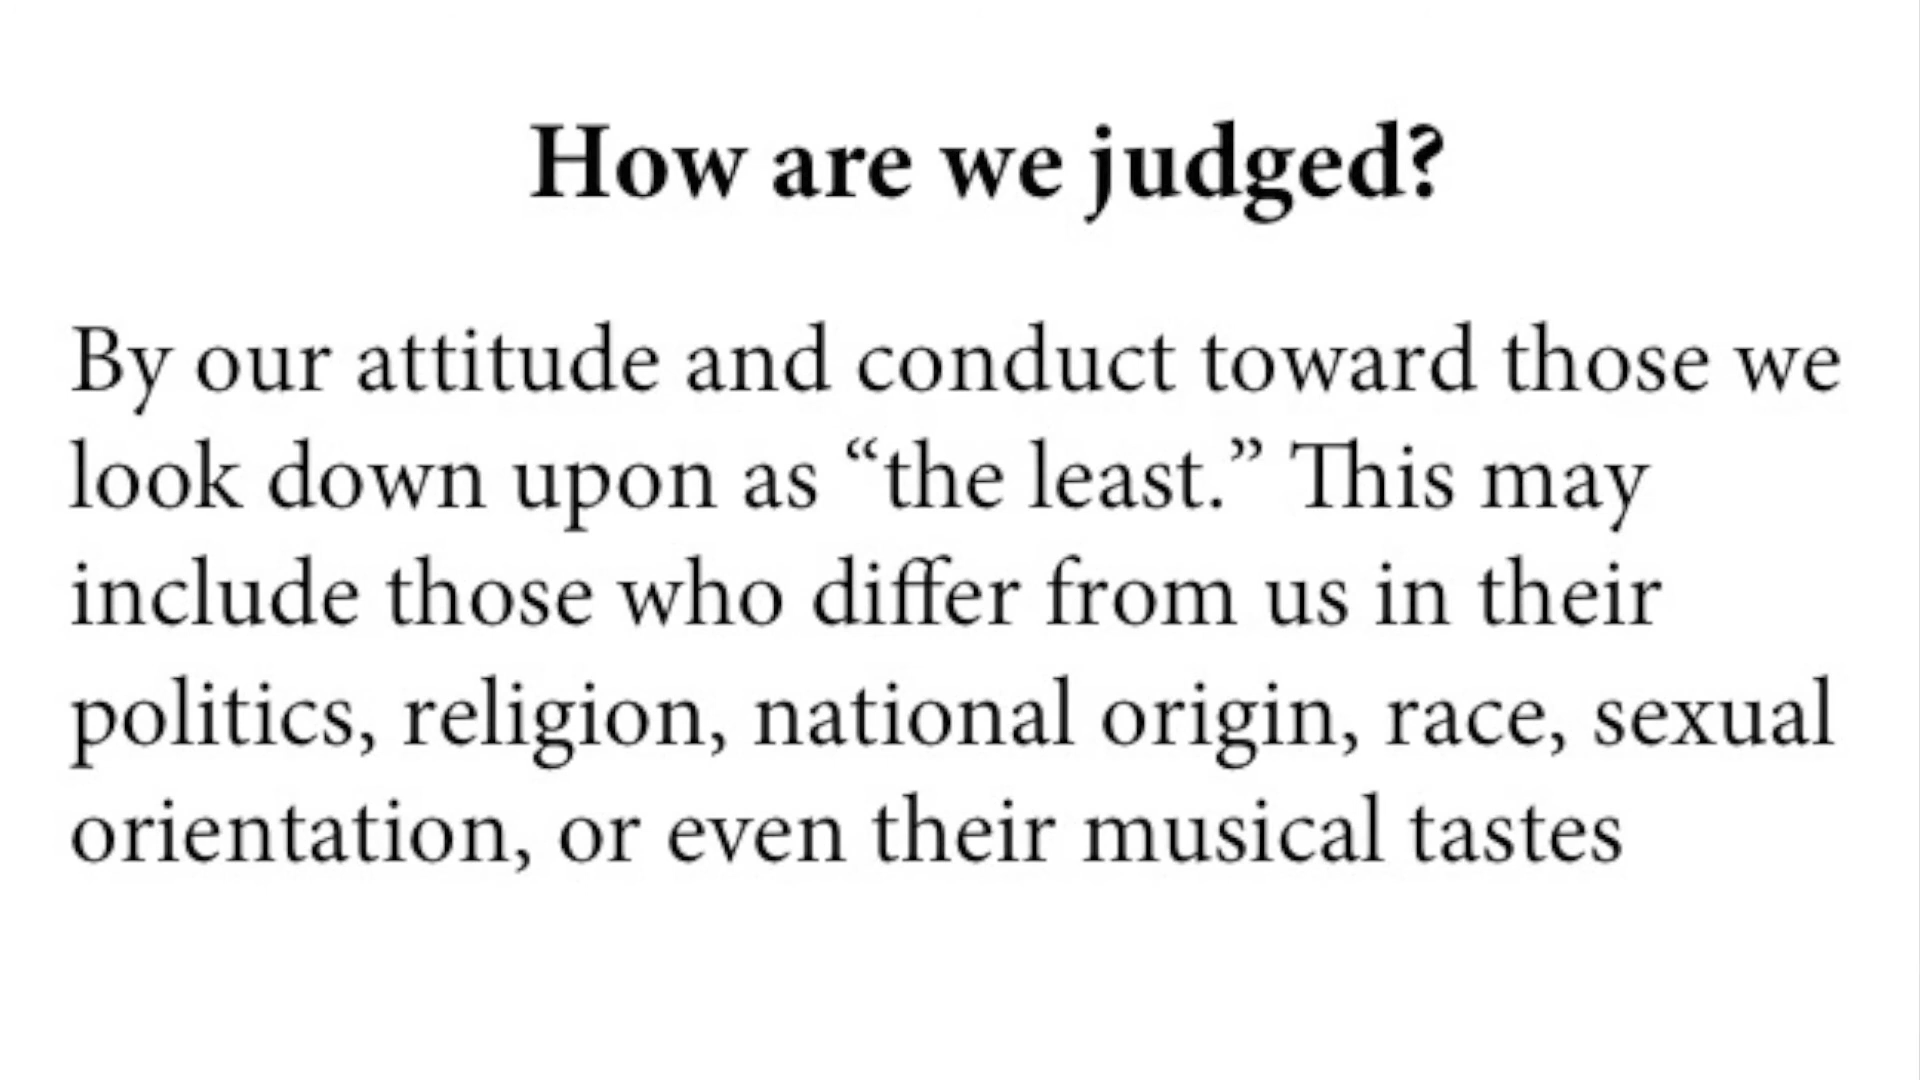 How are we judged?
By our attitude and conduct toward those we
look down upon as “the least.” This may
include those who differ from us in their
politics, religion, national origin, race, sexual
orientation, or even their musical tastes